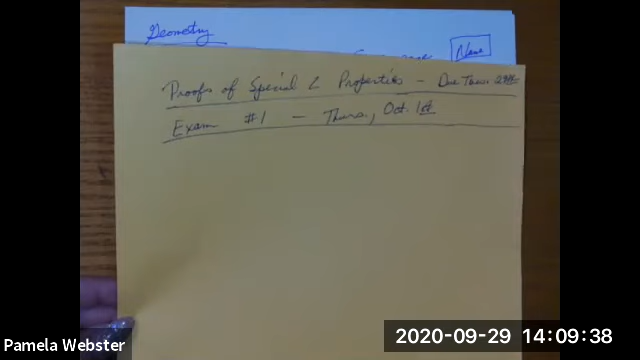 Geometry
Name
Proofs of Special ∠ Properties - Due
Exam #1 - Thurs, Oct. 1st
Pamela Webster
2020-09-29 14:09:38